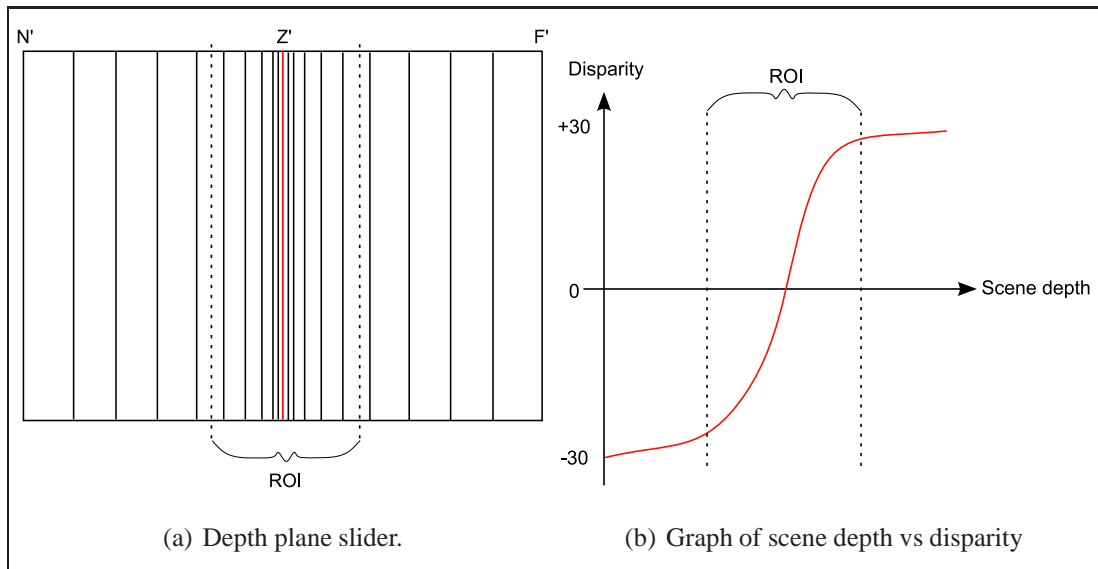 N' Z' F'
ROI
(a) Depth plane slider.
Disparity
ROI
+30
0
Scene depth
-30
(b) Graph of scene depth vs disparity